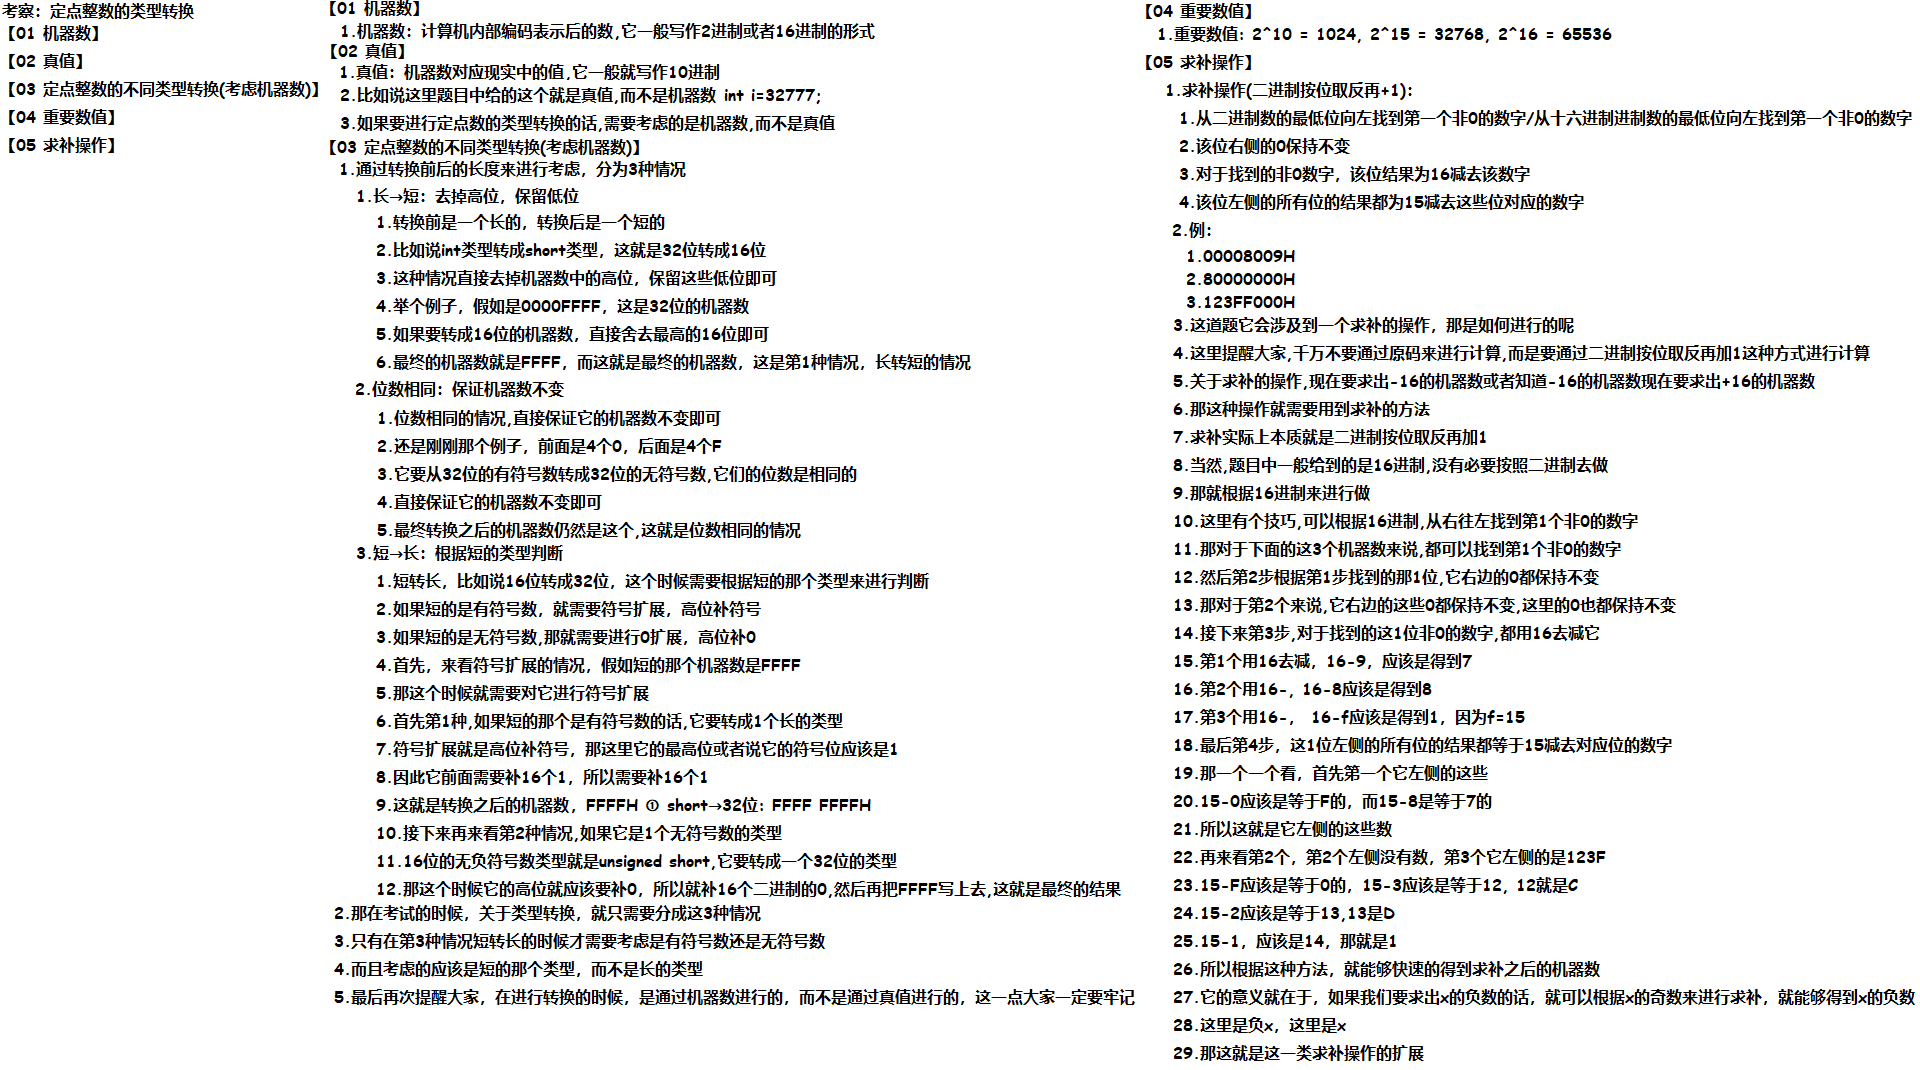 考察：定点整数的类型转换
【01 机器数】
【02 真值】
【03 定点整数的不同类型转换(考虑机器数)】
【04 重要数值】
【05 求补操作】
【01 机器数】
1.机器数：计算机内部编码表示后的数,它一般写作2进制或者16进制的形式
【02 真值】
1.真值：机器数对应现实中的值,它一般就写作10进制
2.比如说这里题目中给的这个就是真值,而不是机器数 int i=32777;
3.如果要进行定点数的类型转换的话,需要考虑的是机器数,而不是真值
【03 定点整数的不同类型转换(考虑机器数)】
1.通过转换前后的长度来进行考虑，分为3种情况
1.长→短：去掉高位，保留低位
1.转换前是一个长的，转换后是一个短的
2.比如说int类型转成short类型，这就是32位转成16位
3.这种情况直接去掉机器数中的高位，保留这些低位即可
4.举个例子，假如是0000FFFF，这是32位的机器数
5.如果要转成16位的机器数，直接舍去最高的16位即可
6.最终的机器数就是FFFF，而这就是最终的机器数，这是第1种情况，长转短的情况
2.位数相同：保证机器数不变
1.位数相同的情况,直接保证它的机器数不变即可
2.还是刚刚那个例子，前面是4个0，后面是4个F
3.它要从32位的有符号数转成32位的无符号数,它们的位数是相同的
4.直接保证它的机器数不变即可
5.最终转换之后的机器数仍然是这个,这就是位数相同的情况
3.短→长：根据短的类型判断
1.短转长，比如说16位转成32位，这个时候需要根据短的那个类型来进行判断
2.如果短的是有符号数，就需要符号扩展，高位补符号
3.如果短的是无符号数,那就需要进行0扩展，高位补0
4.首先，来看符号扩展的情况，假如短的那个机器数是FFFF
5.那这个时候就需要对它进行符号扩展
6.首先第1种,如果短的那个是有符号数的话,它要转成1个长的类型
7.符号扩展就是高位补符号，那这里它的最高位或者说它的符号位应该是1
8.因此它前面需要补16个1，所以需要补16个1
9.这就是转换之后的机器数，FFFFH ① short→32位：FFFF FFFFH
10.接下来再来看第2种情况,如果它是1个无符号数的类型
11.16位的无负符号数类型就是unsigned short,它要转成一个32位的类型
12.那这个时候它的高位就应该要补0，所以就补16个二进制的0,然后再把FFFF写上去,这就是最终的结果
2.那在考试的时候，关于类型转换，就只需要分成这3种情况
3.只有在第3种情况短转长的时候才需要考虑是有符号数还是无符号数
4.而且考虑的应该是短的那个类型，而不是长的类型
5.最后再次提醒大家，在进行转换的时候，是通过机器数进行的，而不是通过真值进行的，这一点大家一定要牢记
【04 重要数值】
1.重要数值：2^10 = 1024, 2^15 = 32768, 2^16 = 65536
【05 求补操作】
1.求补操作(二进制按位取反再+1)：
1.从二进制数的最低位向左找到第一个非0的数字/从十六进制进制数的最低位向左找到第一个非0的数字
2.该位右侧的0保持不变
3.对于找到的非0数字，该位结果为16减去该数字
4.该位左侧的所有位的结果都为15减去这些位对应的数字
2.例：
1.00008009H
2.80000000H
3.123FF000H
3.这道题它会涉及到一个求补的操作，那是如何进行的呢
4.这里提醒大家,千万不要通过原码来进行计算,而是要通过二进制按位取反再加1这种方式进行计算
5.关于求补的操作,现在要求出-16的机器数或者知道-16的机器数现在要求出+16的机器数
6.那这种操作就需要用到求补的方法
7.求补实际上本质就是二进制按位取反再加1
8.当然,题目中一般给到的是16进制,没有必要按照二进制去做
9.那就根据16进制来进行做
10.这里有个技巧,可以根据16进制,从右往左找到第1个非0的数字
11.那对于下面的这3个机器数来说,都可以找到第1个非0的数字
12.然后第2步根据第1步找到的那1位,它右边的0都保持不变
13.那对于第2个来说,它右边的这些0都保持不变,这里的0也都保持不变
14.接下来第3步,对于找到的这1位非0的数字,都用16去减它
15.第1个用16去减，16-9，应该是得到7
16.第2个用16-, 16-8应该是得到8
17.第3个用16-， 16-f应该是得到1，因为f=15
18.最后第4步，这1位左侧的所有位的结果都等于15减去对应位的数字
19.那一个一个看，首先第一个它左侧的这些
20.15-0应该是等于F的，而15-8是等于7的
21.所以这就是它左侧的这些数
22.再来看第2个，第2个左侧没有数，第3个它左侧的是123F
23.15-F应该是等于0的，15-3应该是等于12，12就是C
24.15-2应该是等于13,13是D
25.15-1，应该是14，那就是1
26.所以根据这种方法，就能够快速的得到求补之后的机器数
27.它的意义就在于，如果我们要求出x的负数的话，就可以根据x的奇数来进行求补，就能够得到x的负数
28.这里是负x，这里是x
29.那这就是这一类求补操作的扩展